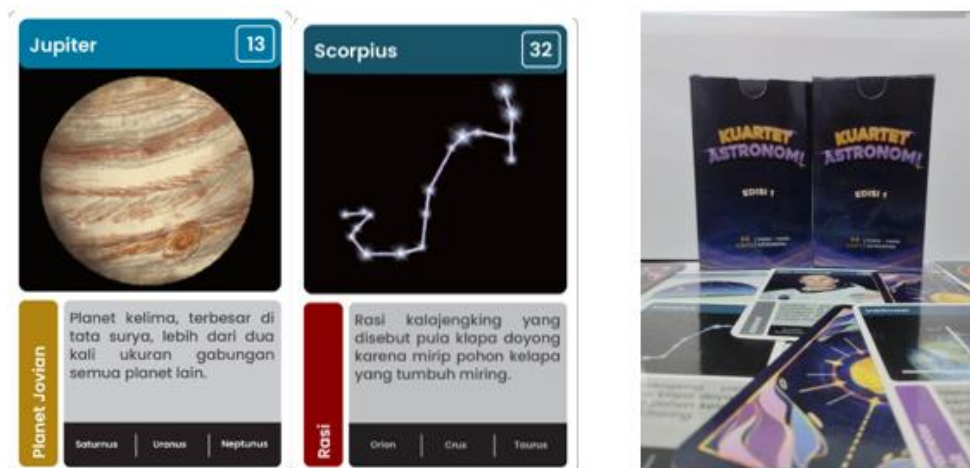 Jupiter 13
Planet kelima, terbesar di
tata surya, lebih dari dua
kali ukuran gabungan
semua planet lain.
Planet Jovian
Saturnus | Uranus | Neptunus
Scorpius 32
Rasi kalajengking yang
disebut pula klapa doyong
karena mirip pohon kelapa
yang tumbuh miring.
Rasi
Orion | Crux | Taurus
KUARTET
ASTRONOMI
EDISI 1
KUARTET
ASTRONOMI
EDISI 1